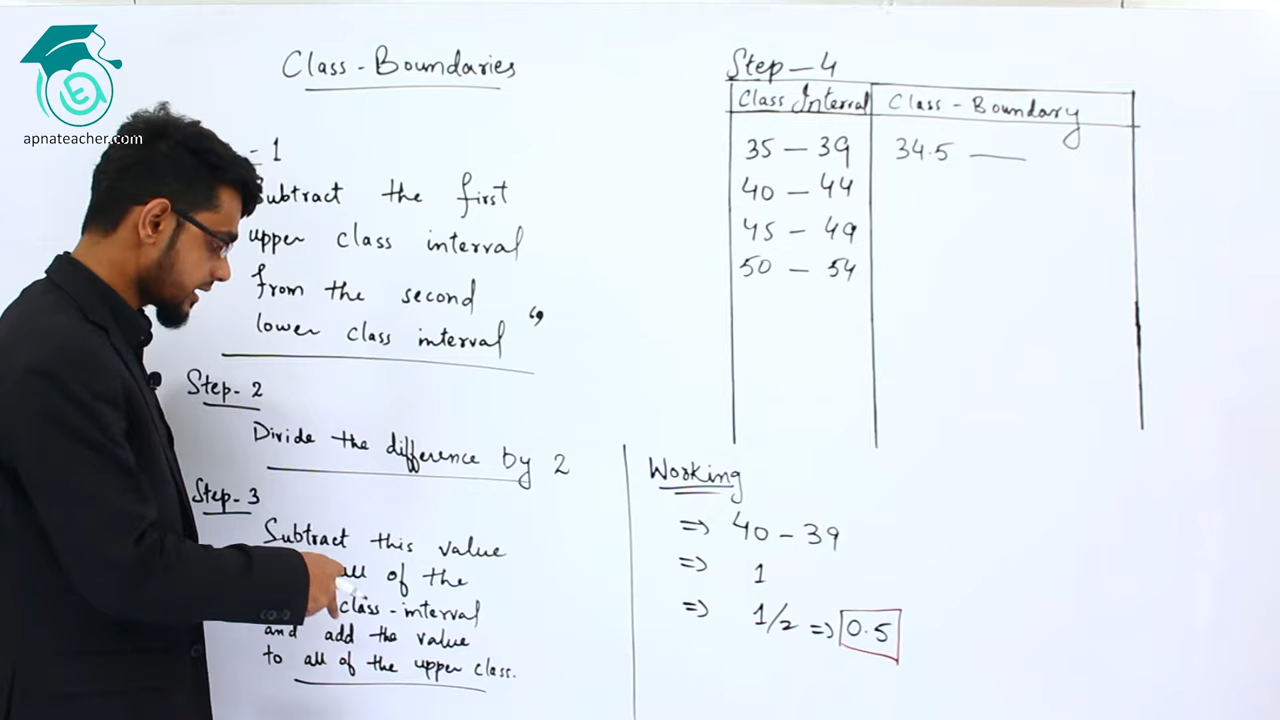 apnateacher.com
Class - Boundaries
- 1
Subtract the first
upper class interval
from the second
lower class interval "
Step - 2
Divide the difference by 2
Step - 3
Subtract this value
all of the
class - interval
and add the value
to all of the upper class.
Step - 4
Class Interval Class - Boundary
35 - 39 34.5 —
40 - 44
45 - 49
50 - 54
Working
=> 40 - 39
=> 1
=> 1/2 => 0.5